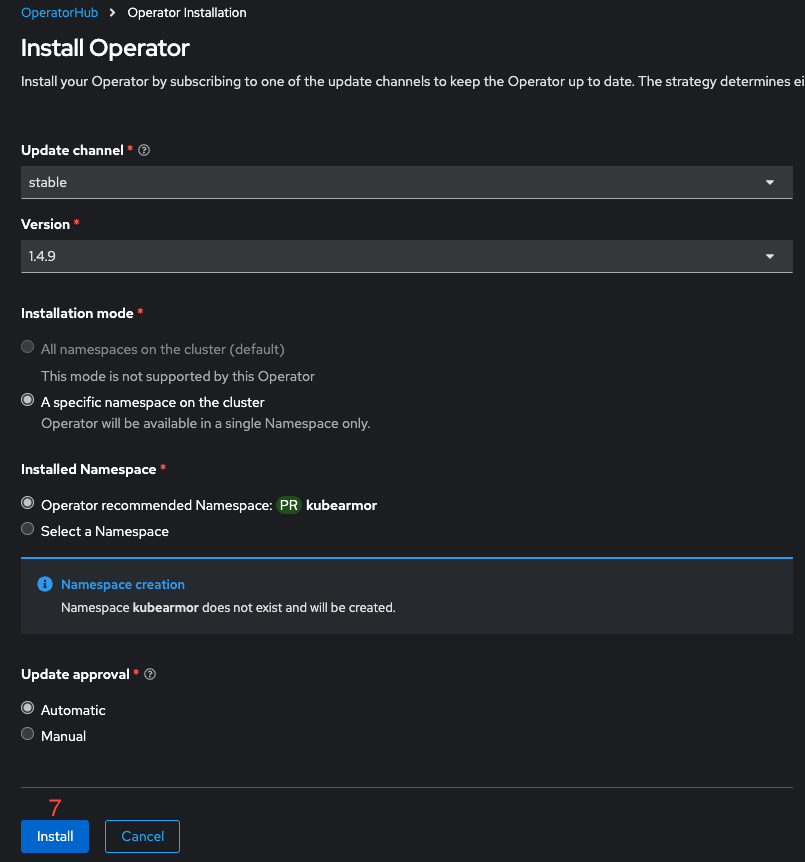 OperatorHub > Operator Installation
Install Operator
Install your Operator by subscribing to one of the update channels to keep the Operator up to date. The strategy determines ei
Update channel *
stable
Version *
1.4.9
Installation mode *
All namespaces on the cluster (default)
This mode is not supported by this Operator
A specific namespace on the cluster
Operator will be available in a single Namespace only.
Installed Namespace *
Operator recommended Namespace: PR kubearmor
Select a Namespace
Namespace creation
Namespace kubearmor does not exist and will be created.
Update approval *
Automatic
Manual
7
Install Cancel